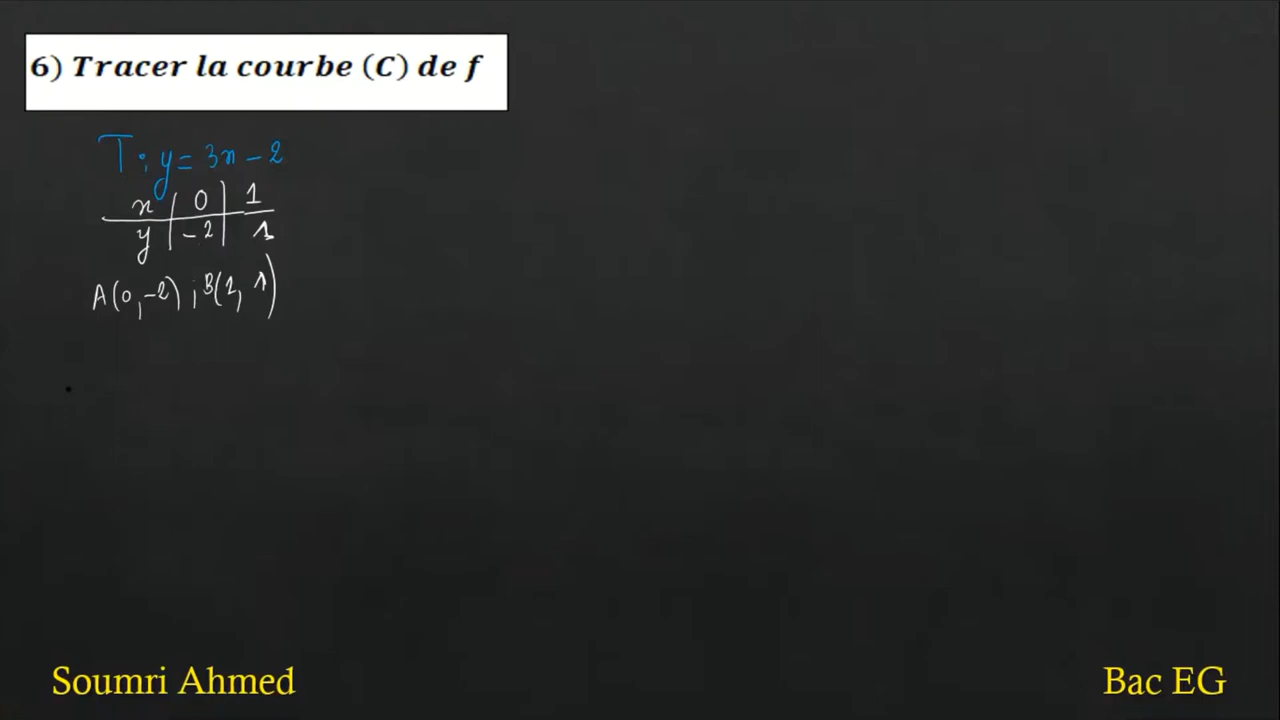 6) Tracer la courbe (C) de f
T: y = 3x - 2
x | 0 | 1
y | -2 | 1
A(0, -2) ; B(1, 1)
Soumri Ahmed
Bac EG